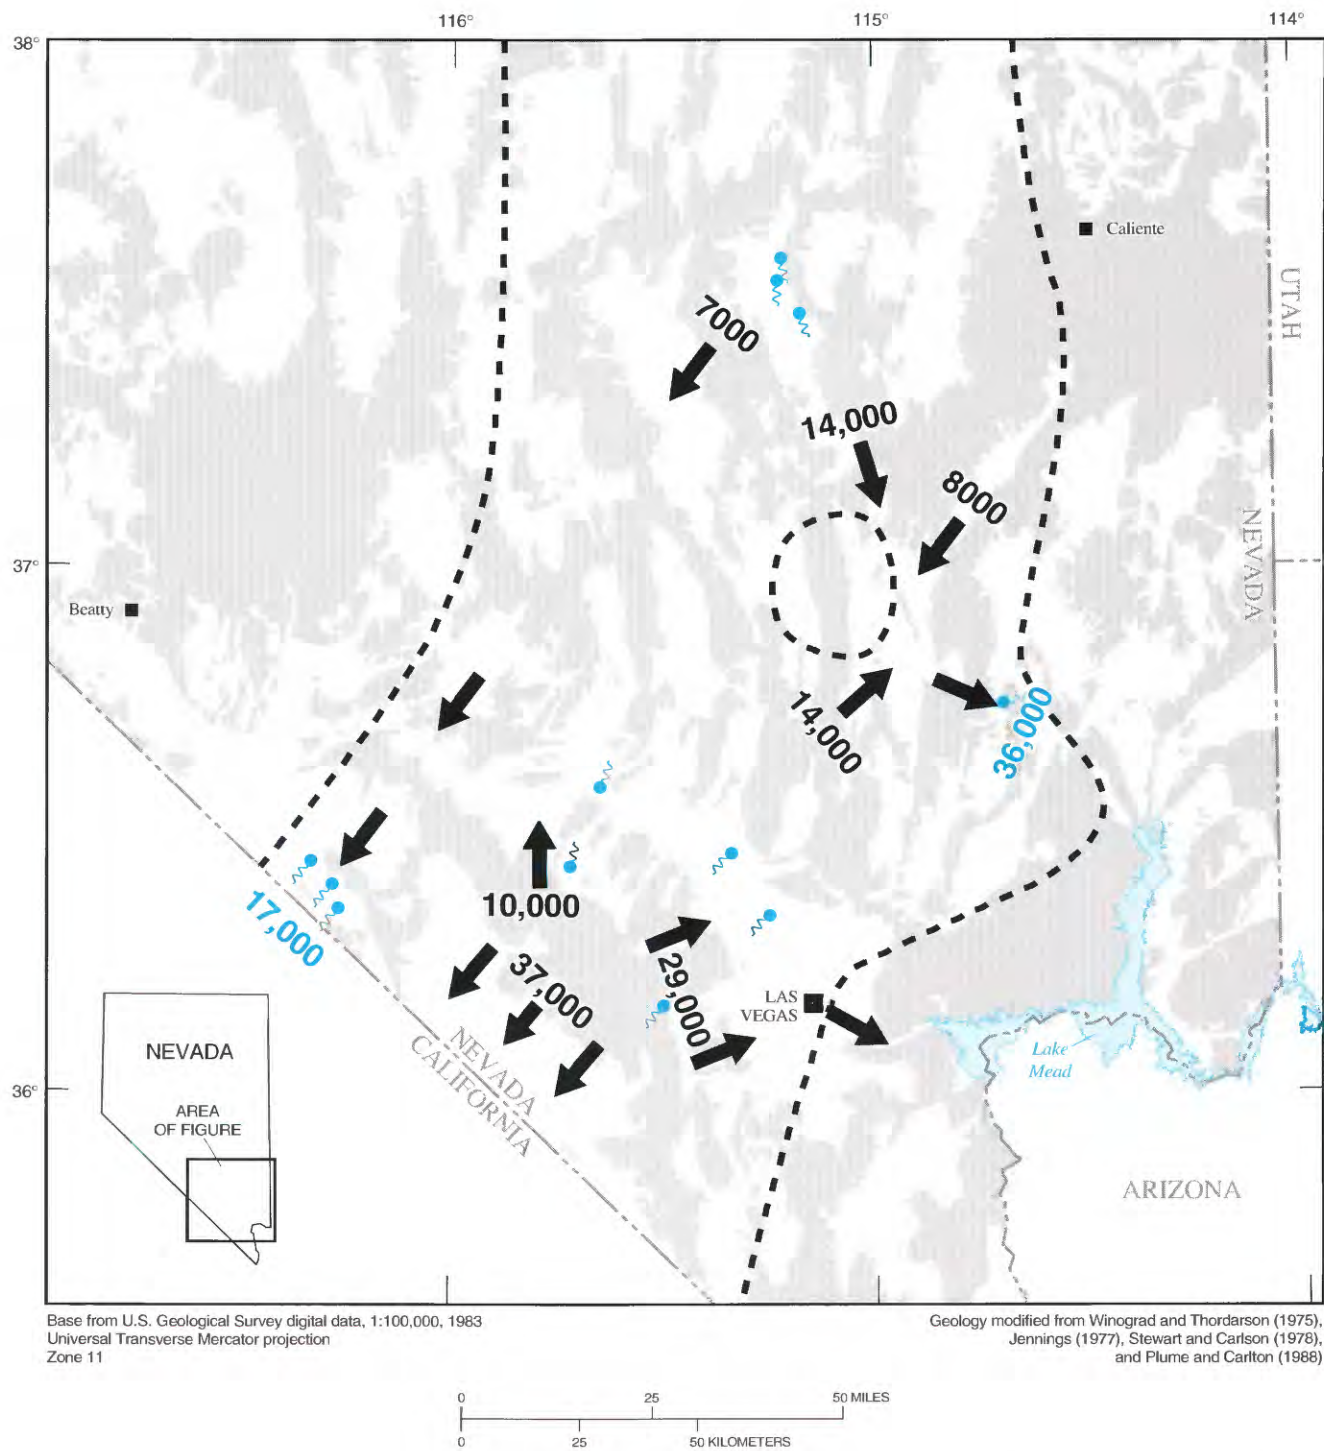 116°
115°
114°
38°
Caliente
UTAH
7000
14,000
8000
37°
NEVADA
Beatty
14,000
36,000
10,000
17,000
37,000
29,000
LAS
VEGAS
NEVADA
CALIFORNIA
Lake
Mead
36°
NEVADA
AREA
OF FIGURE
ARIZONA
Base from U.S. Geological Survey digital data, 1:100,000, 1983
Universal Transverse Mercator projection
Zone 11
Geology modified from Winograd and Thordarson (1975),
Jennings (1977), Stewart and Carlson (1978),
and Plume and Carlton (1988)
0 25 50 MILES
0 25 50 KILOMETERS